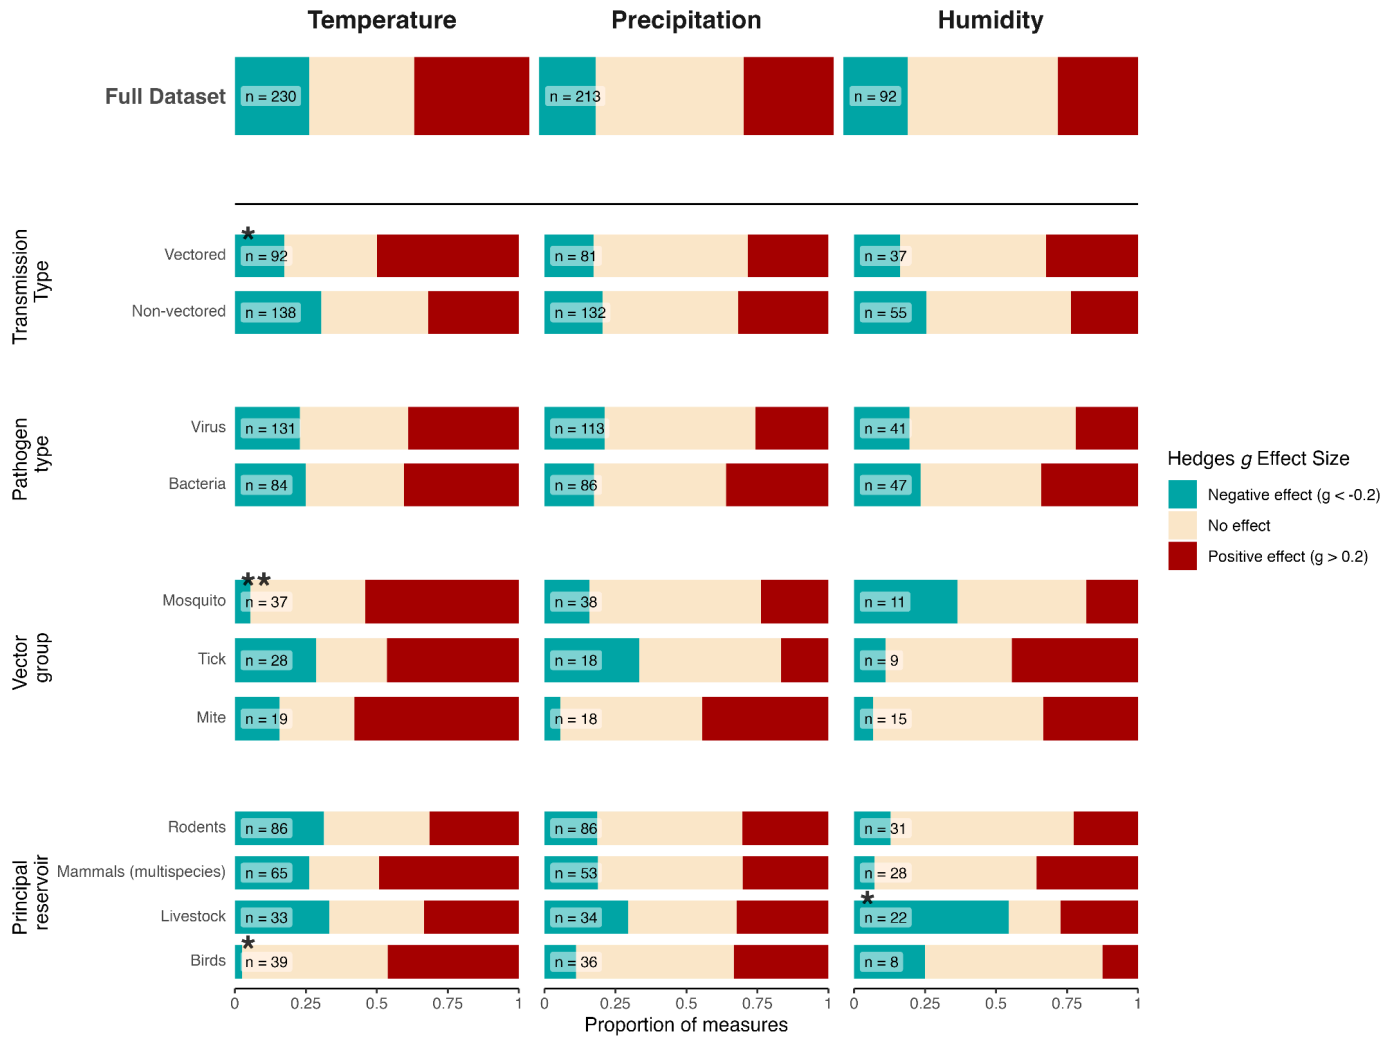 Temperature Precipitation Humidity
Full Dataset n = 230 n = 213 n = 92
Transmission
Type
* 
Vectored n = 92 n = 81 n = 37
Non-vectored n = 138 n = 132 n = 55
Pathogen
type
Virus n = 131 n = 113 n = 41
Bacteria n = 84 n = 86 n = 47
Hedges g Effect Size
Negative effect (g < -0.2)
No effect
Positive effect (g > 0.2)
Vector
group
**
Mosquito n = 37 n = 38 n = 11
Tick n = 28 n = 18 n = 9
Mite n = 19 n = 18 n = 15
Principal
reservoir
Rodents n = 86 n = 86 n = 31
Mammals (multispecies) n = 65 n = 53 n = 28
*
Livestock n = 33 n = 34 n = 22
*
Birds n = 39 n = 36 n = 8
0 0.25 0.5 0.75 1 0 0.25 0.5 0.75 1 0 0.25 0.5 0.75 1
Proportion of measures